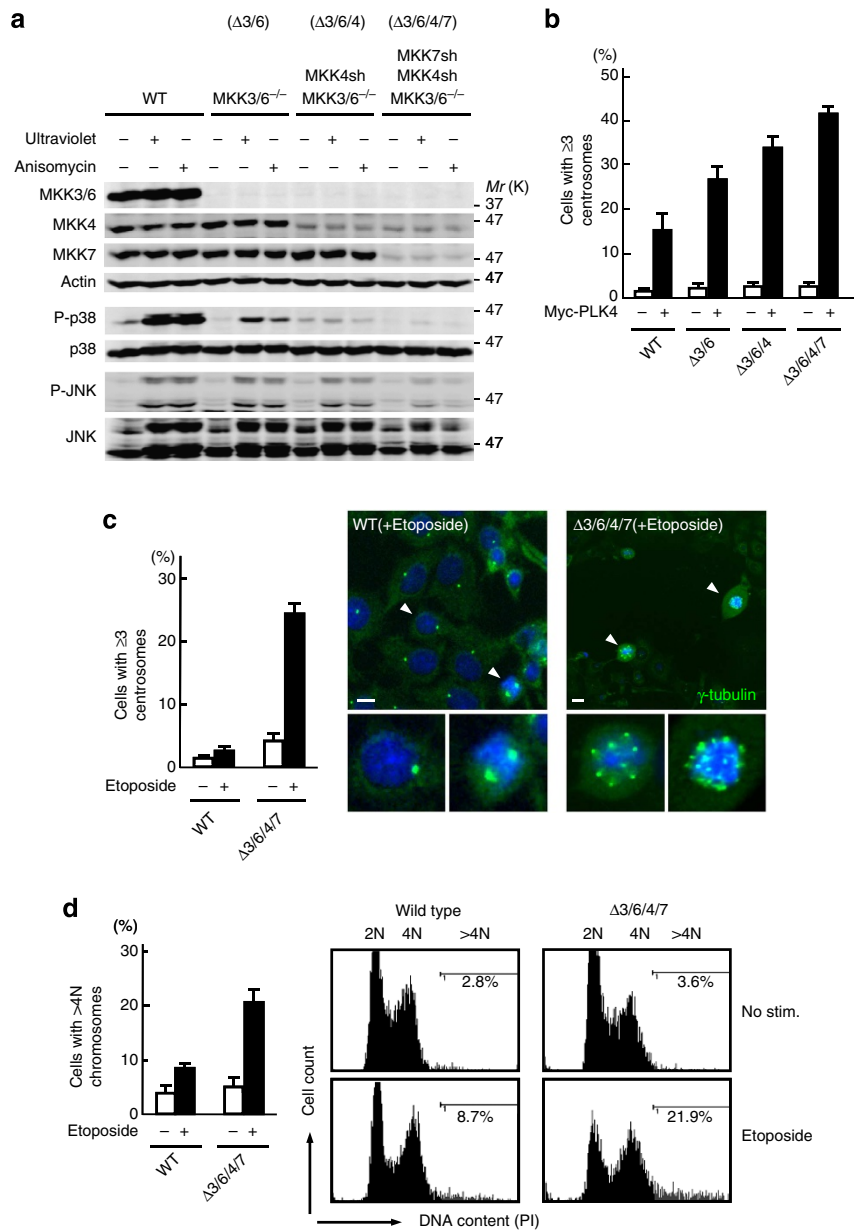 a
(Δ3/6) (Δ3/6/4) (Δ3/6/4/7)
MKK7sh
MKK4sh MKK4sh
WT MKK3/6–/– MKK3/6–/– MKK3/6–/–
Ultraviolet – + – – + – – + – – + –
Anisomycin – – + – – + – – + – – +
Mr (K)
MKK3/6
37
MKK4
47
MKK7
47
Actin
47
P-p38
47
p38
47
P-JNK
47
JNK
47
b
(%)
50
40
30
20
10
0
Cells with ≥3
centrosomes
Myc-PLK4 – + – + – + – +
WT Δ3/6 Δ3/6/4 Δ3/6/4/7
c
(%)
30
20
10
0
Cells with ≥3
centrosomes
Etoposide – + – +
WT Δ3/6/4/7
WT(+Etoposide)
Δ3/6/4/7(+Etoposide)
γ-tubulin
d
(%)
30
20
10
0
Cells with >4N
chromosomes
Etoposide – + – +
WT Δ3/6/4/7
Wild type Δ3/6/4/7
2N 4N >4N 2N 4N >4N
2.8% 3.6%
No stim.
8.7% 21.9%
Etoposide
Cell count
DNA content (PI)